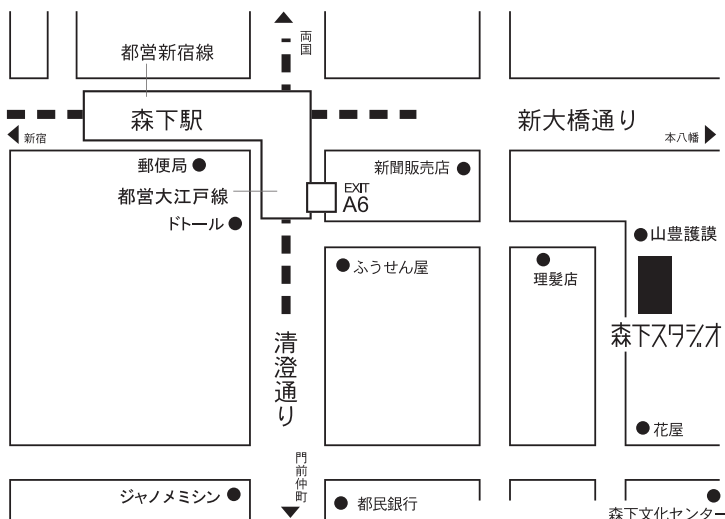 両国
都営新宿線
森下駅
新大橋通り
新宿
本八幡
郵便局
新聞販売店
都営大江戸線
EXIT
A6
ドトール
山豊護謨
ふうせん屋
理髪店
森下スタジオ
清澄通り
花屋
門前仲町
ジャノメミシン
都民銀行
森下文化センター